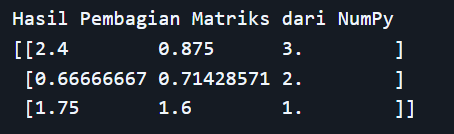 Hasil Pembagian Matriks dari NumPy
[[2.4        0.875      3.        ]
 [0.66666667 0.71428571 2.        ]
 [1.75       1.6        1.        ]]